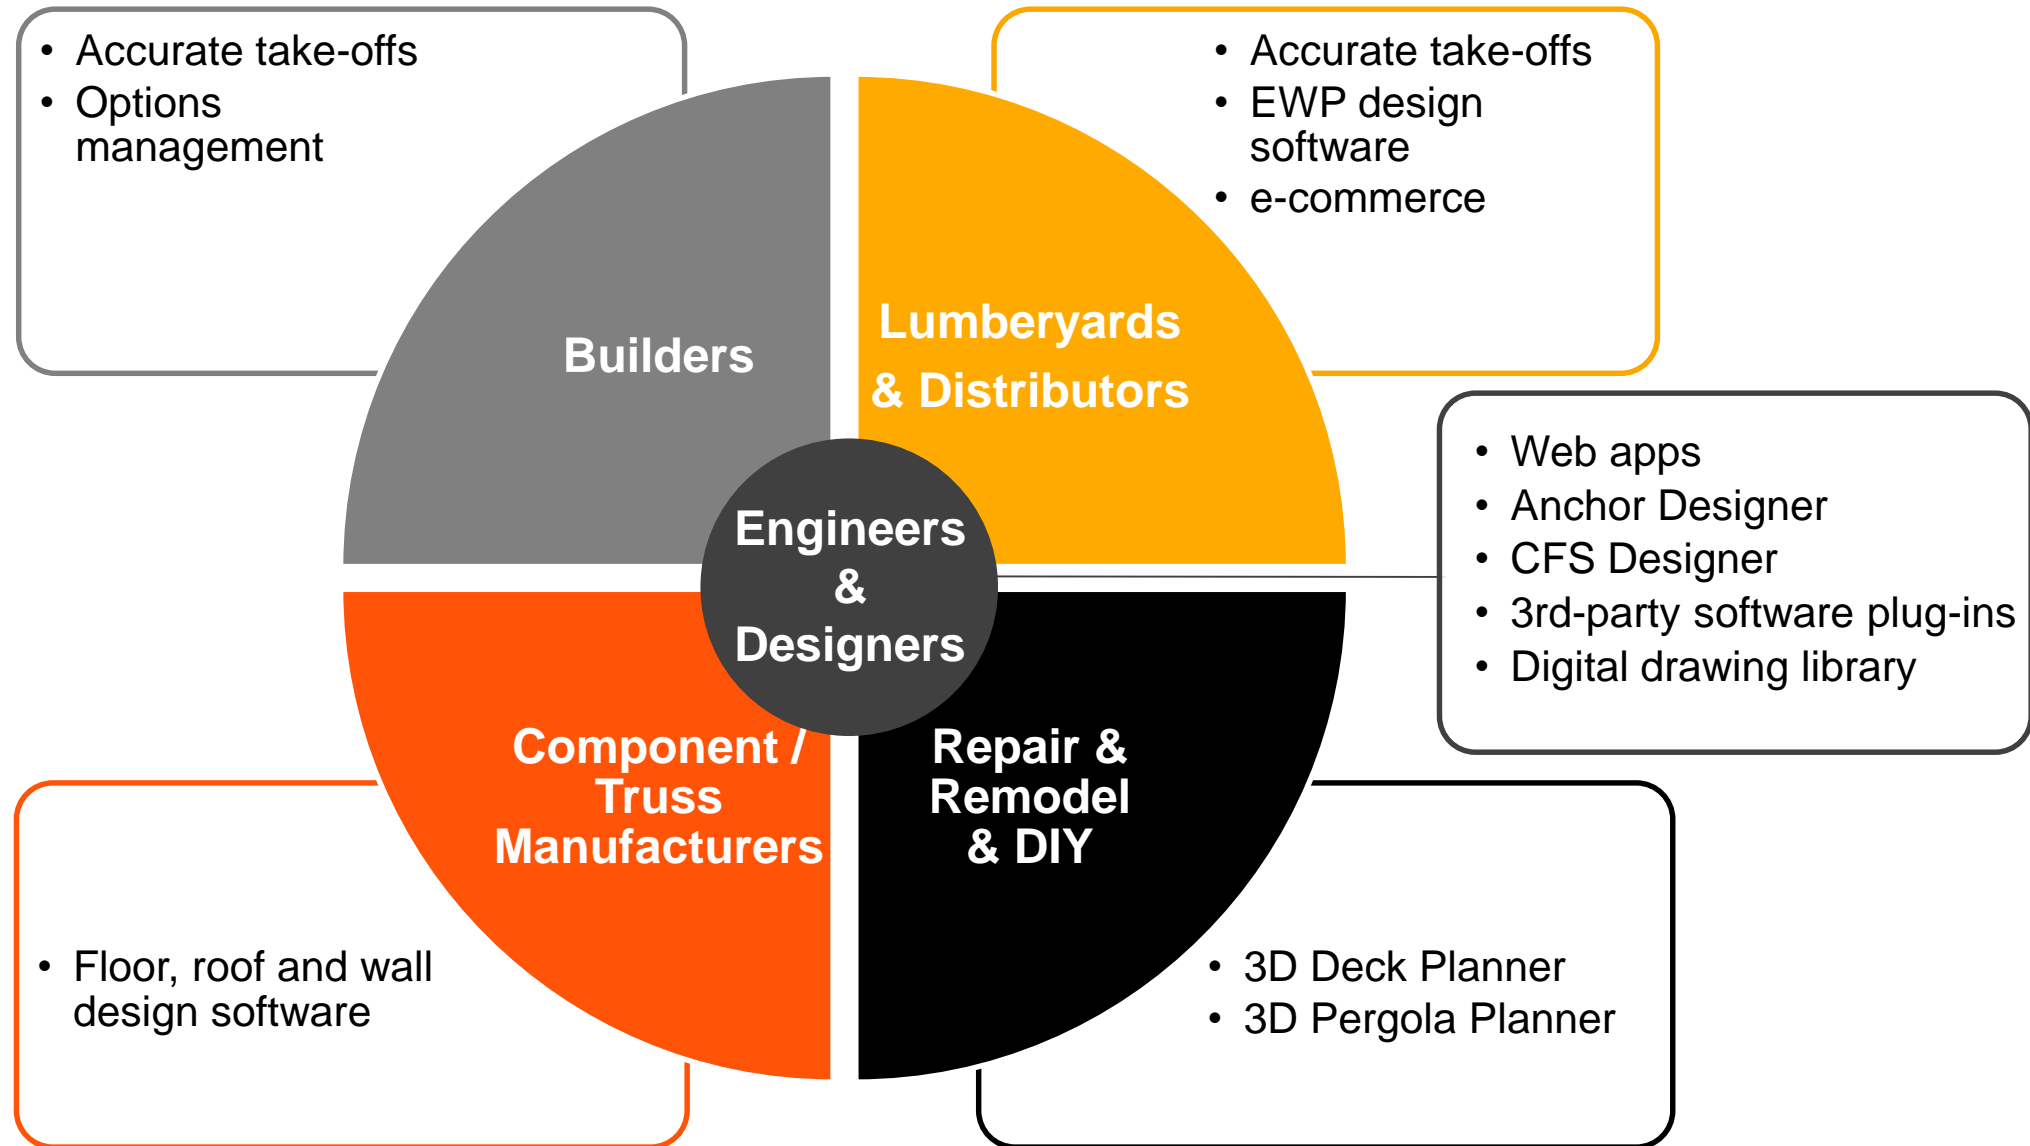 • Accurate take-offs
• Options
management
• Accurate take-offs
• EWP design
software
• e-commerce
Builders
Lumberyards
& Distributors
Engineers
&
Designers
• Web apps
• Anchor Designer
• CFS Designer
• 3rd-party software plug-ins
• Digital drawing library
Component /
Truss
Manufacturers
Repair &
Remodel
& DIY
• Floor, roof and wall
design software
• 3D Deck Planner
• 3D Pergola Planner